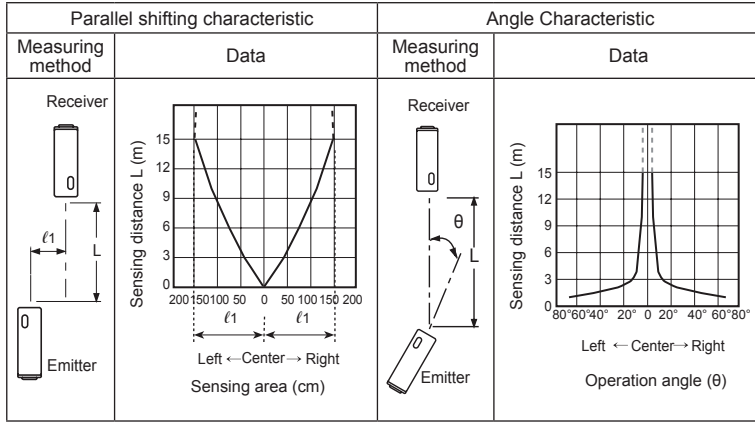 Parallel shifting characteristic
Angle Characteristic
Measuring
method
Data
Measuring
method
Data
Receiver
ℓ1
L
Emitter
Sensing distance L (m)
15
12
9
6
3
0
200 150 100 50 0 50 100 150 200
ℓ1 ℓ1
Left ←Center→ Right
Sensing area (cm)
Receiver
θ
L
Emitter
Sensing distance L (m)
15
12
9
6
3
0
80° 60° 40° 20° 0 20° 40° 60° 80°
Left ←Center→ Right
Operation angle (θ)